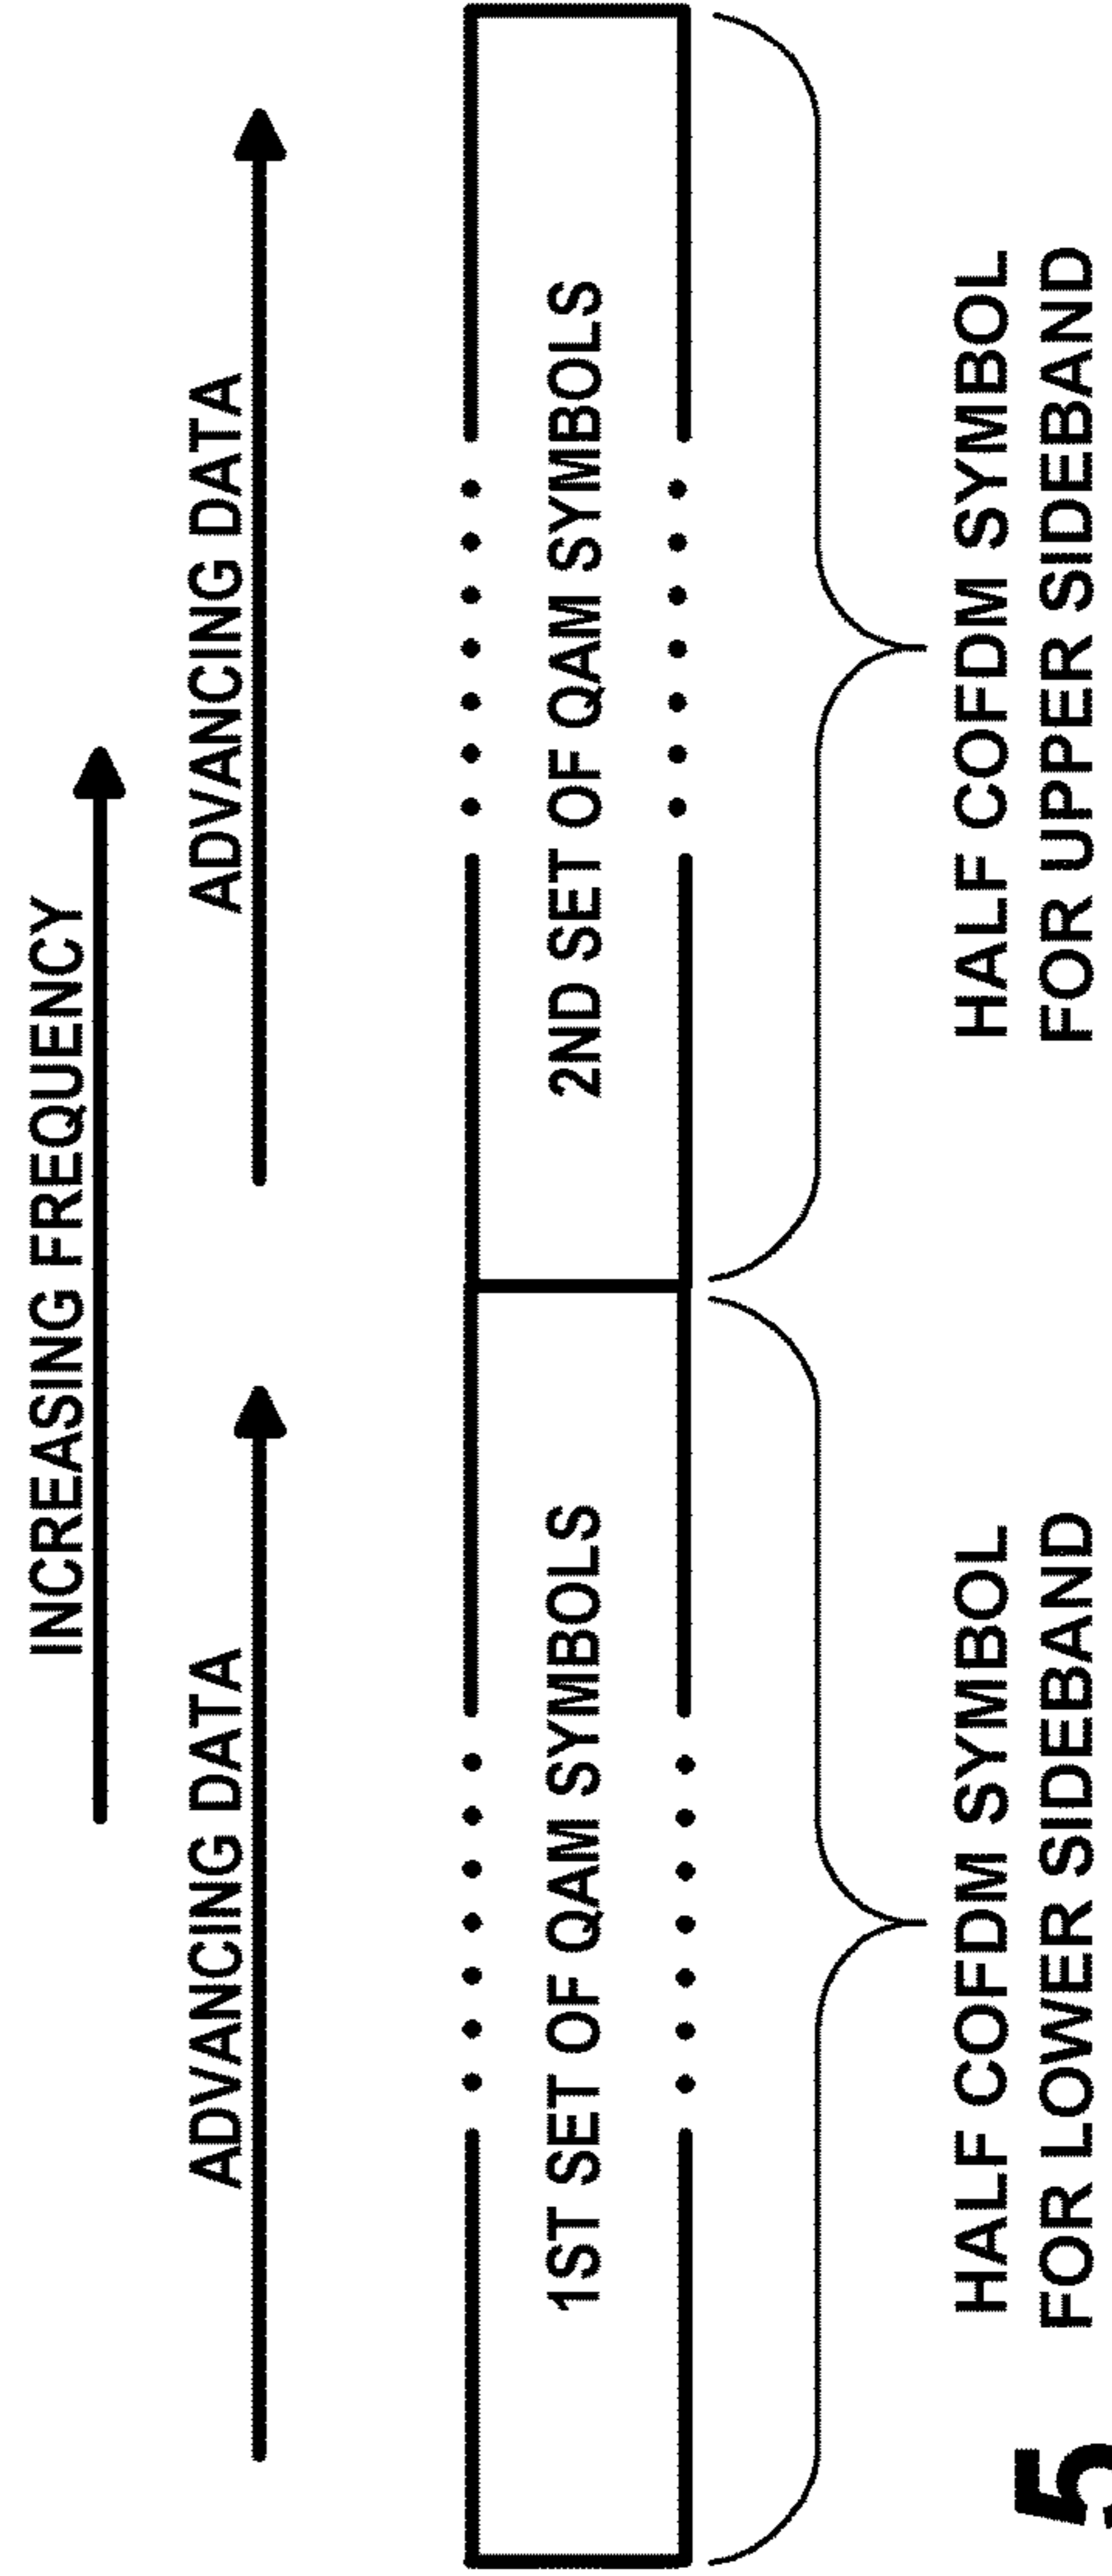 INCREASING FREQUENCY
ADVANCING DATA
ADVANCING DATA
1ST SET OF QAM SYMBOLS
2ND SET OF QAM SYMBOLS
HALF COFDM SYMBOL
FOR LOWER SIDEBAND
HALF COFDM SYMBOL
FOR UPPER SIDEBAND
5